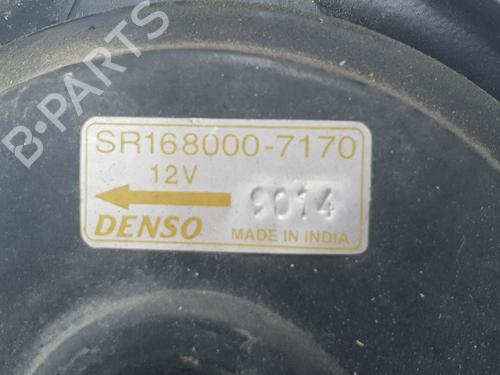 SR168000-7170
12V
9014
DENSO MADE IN INDIA
B-PARTS